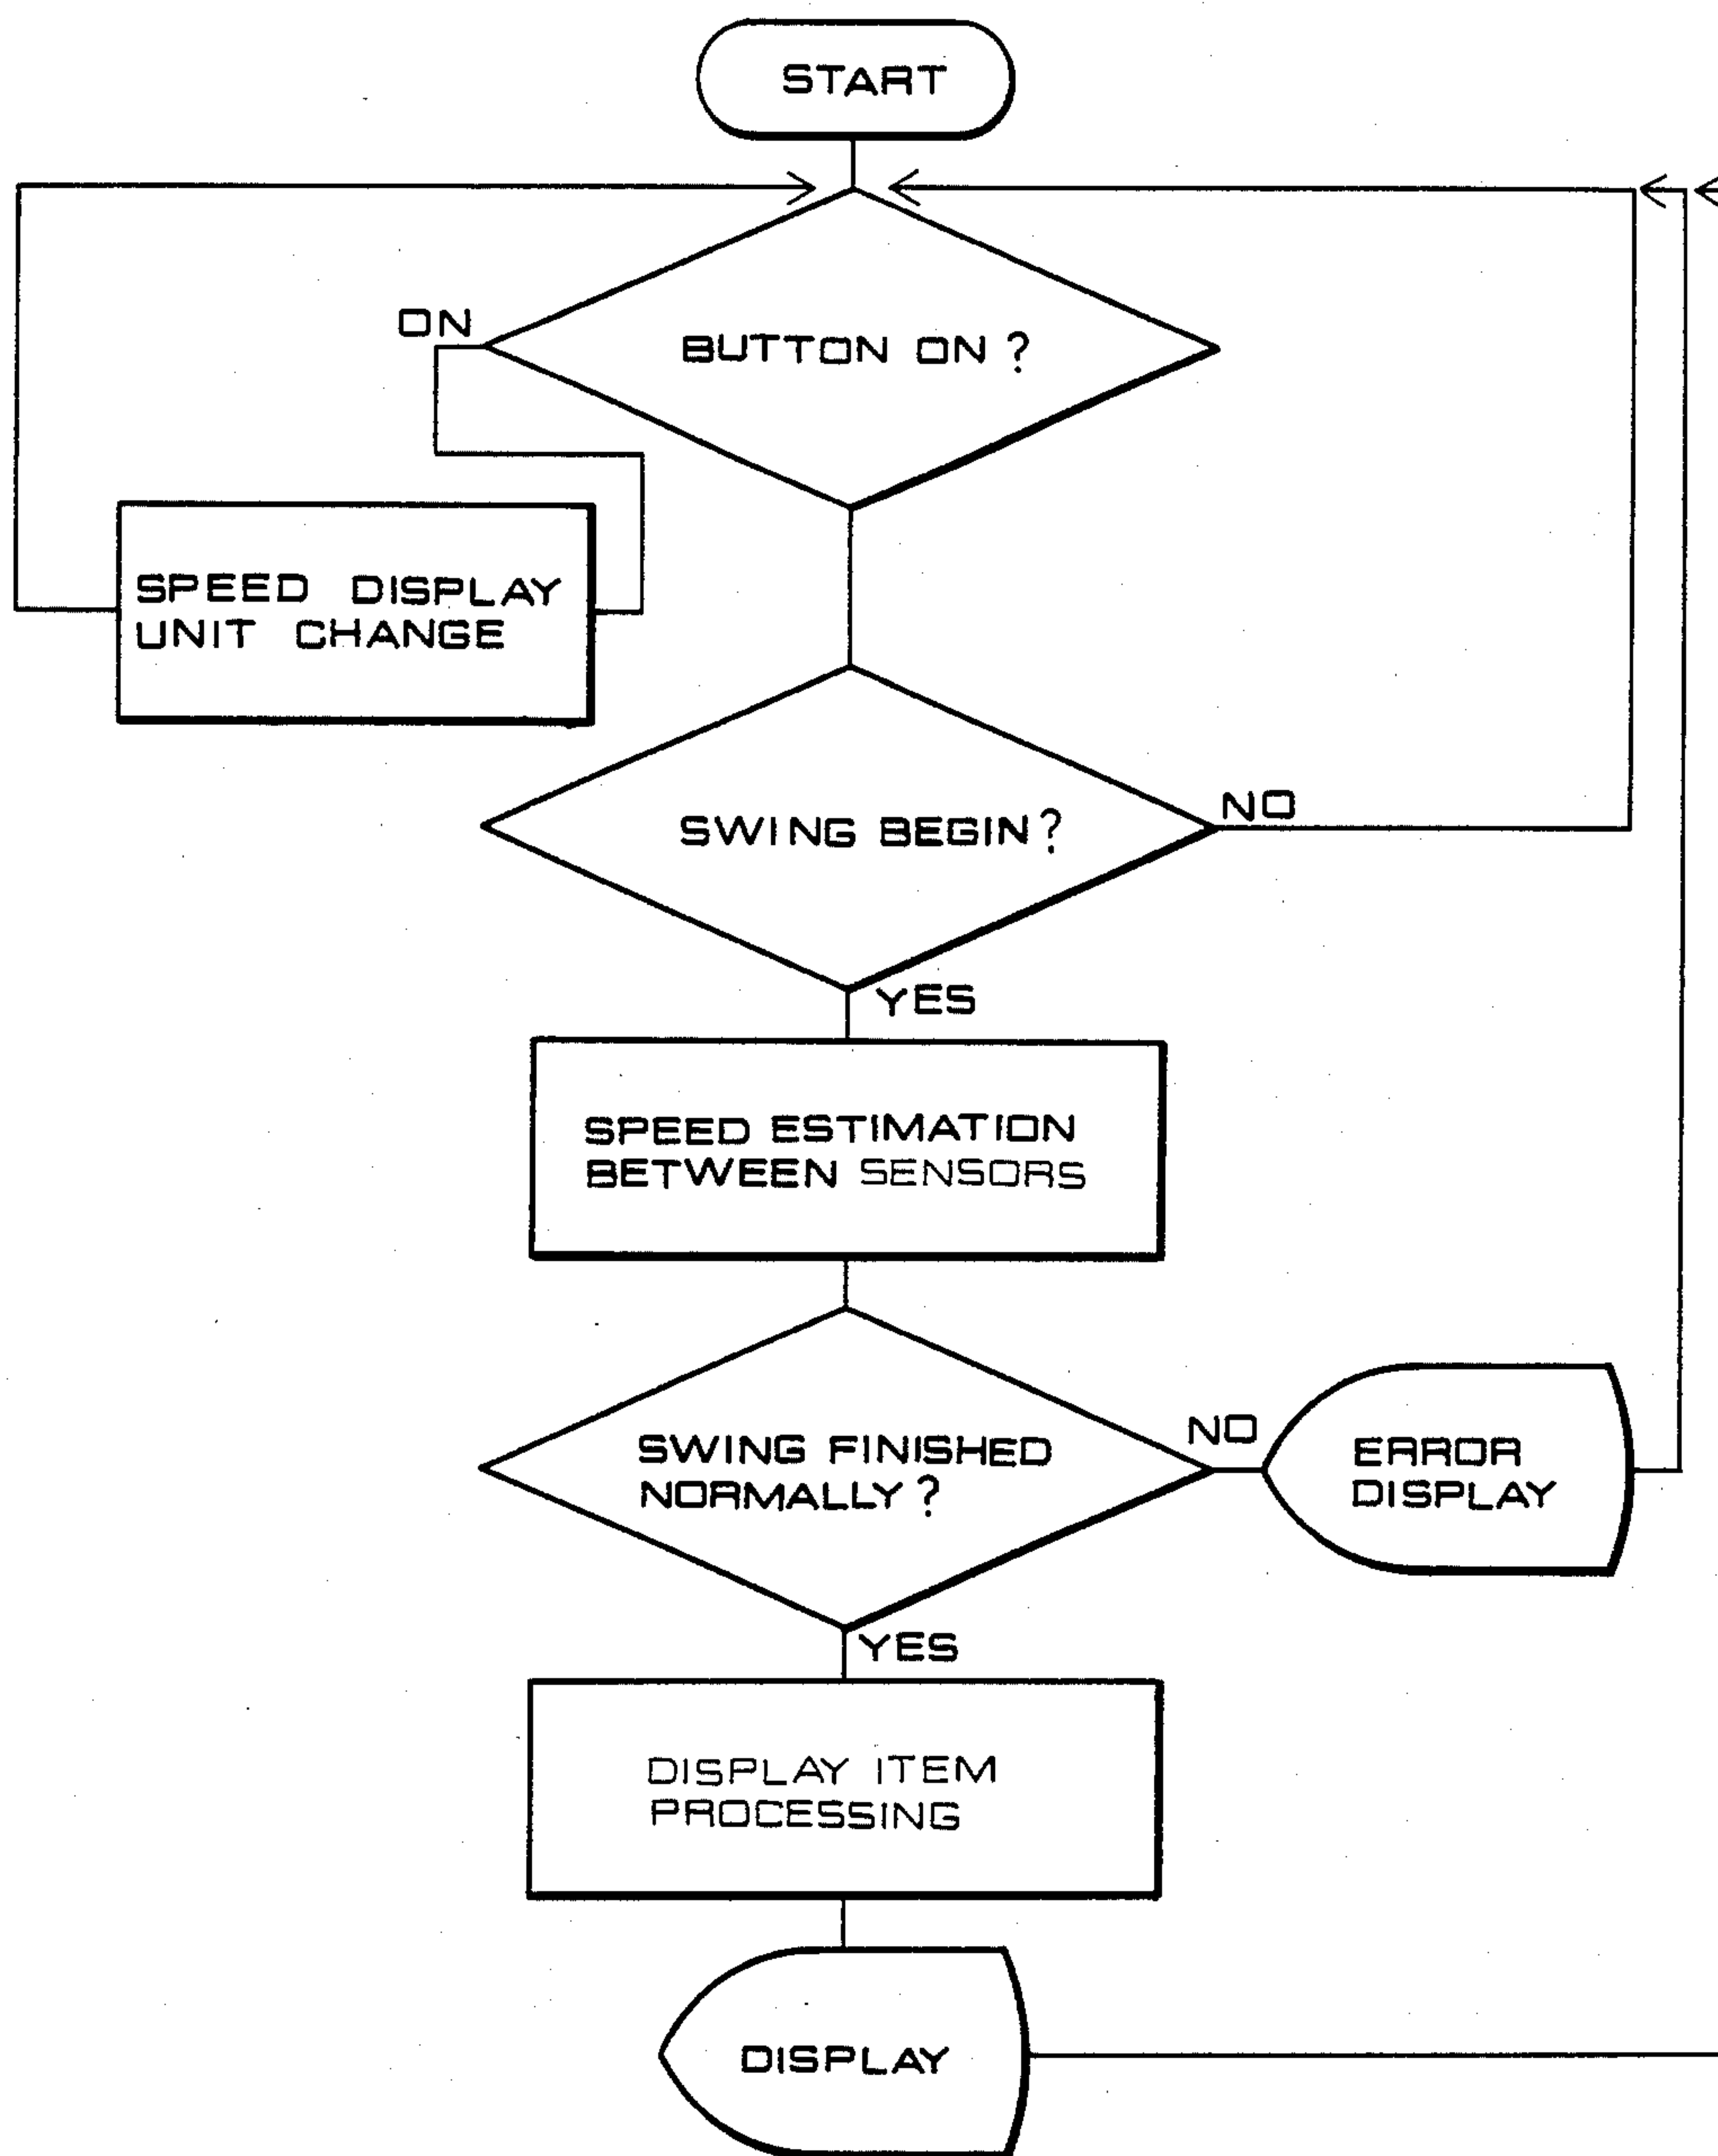 START
ON
BUTTON ON ?
SPEED DISPLAY
UNIT CHANGE
SWING BEGIN ?
NO
YES
SPEED ESTIMATION
BETWEEN SENSORS
SWING FINISHED
NORMALLY ?
NO
ERROR
DISPLAY
YES
DISPLAY ITEM
PROCESSING
DISPLAY